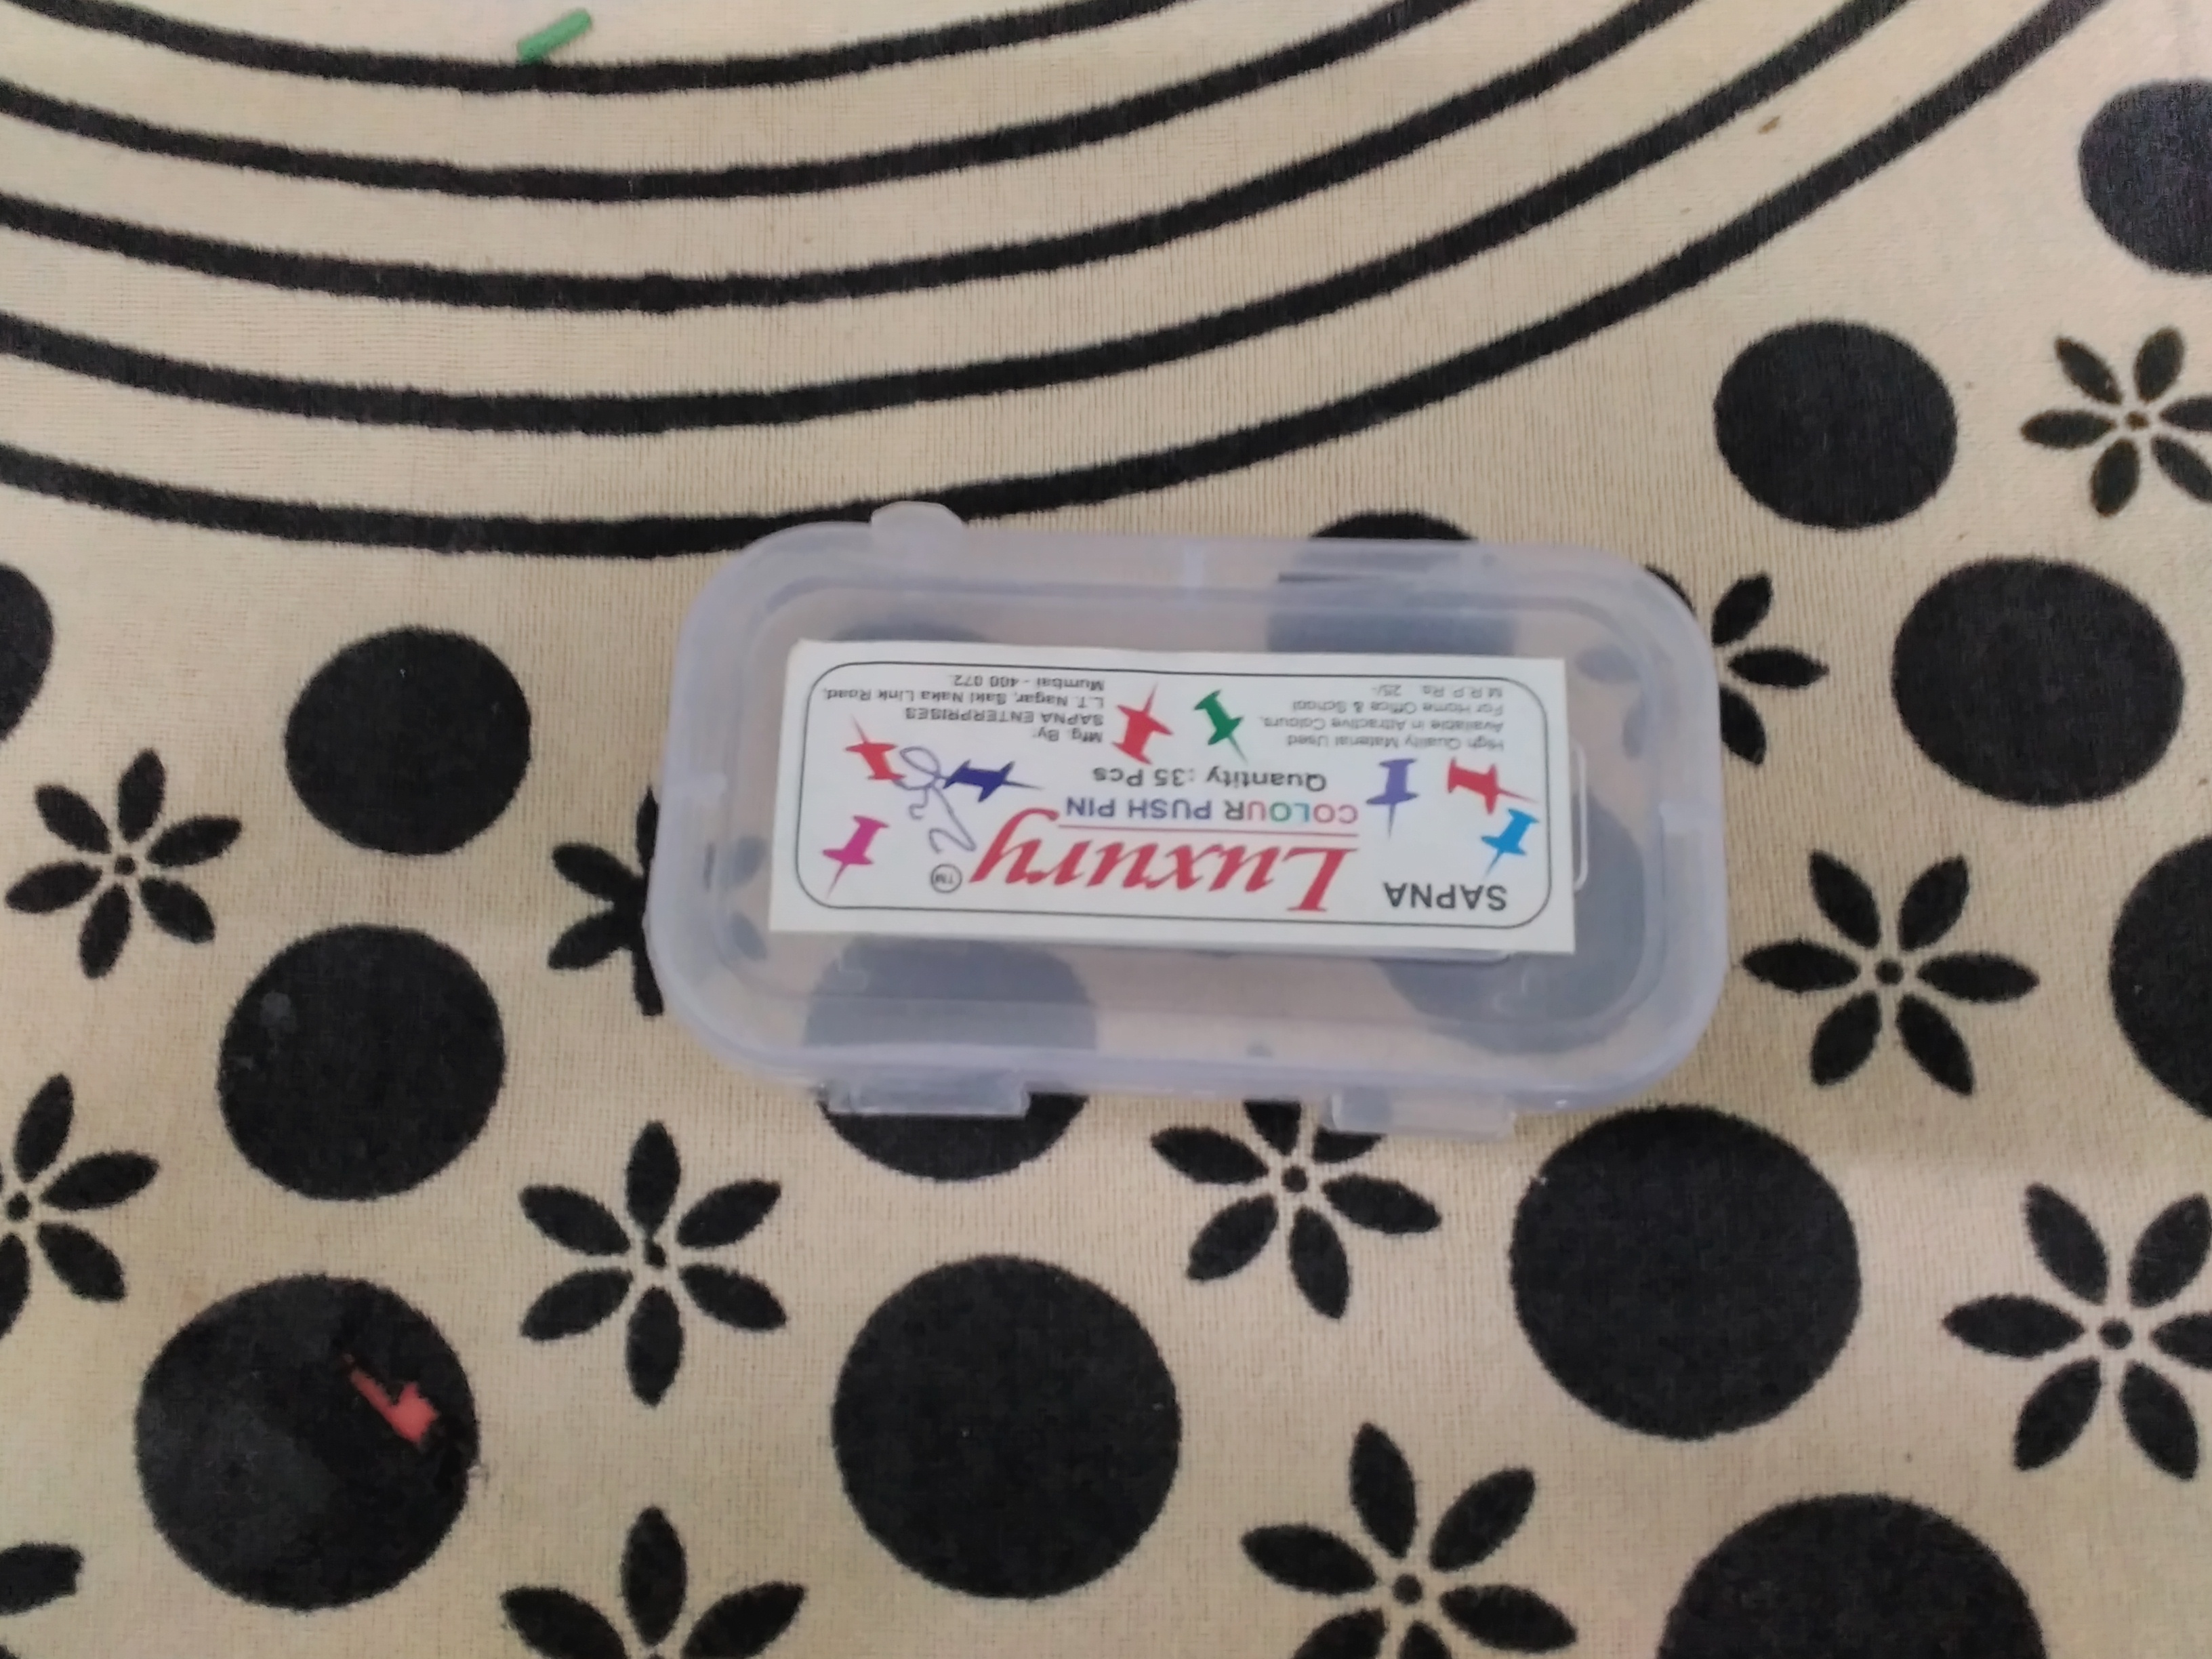 SAPNA
Luxury
TM
COLOUR PUSH PIN
Quantity :35 Pcs
High Quality Material Used
Available in Attractive Colours.
For Home Office & School
M.R.P. Rs. 25/-
Mfg. By:
SAPNA ENTERPRISES
L.T. Nagar, Saki Naka Link Road,
Mumbai - 400 072.